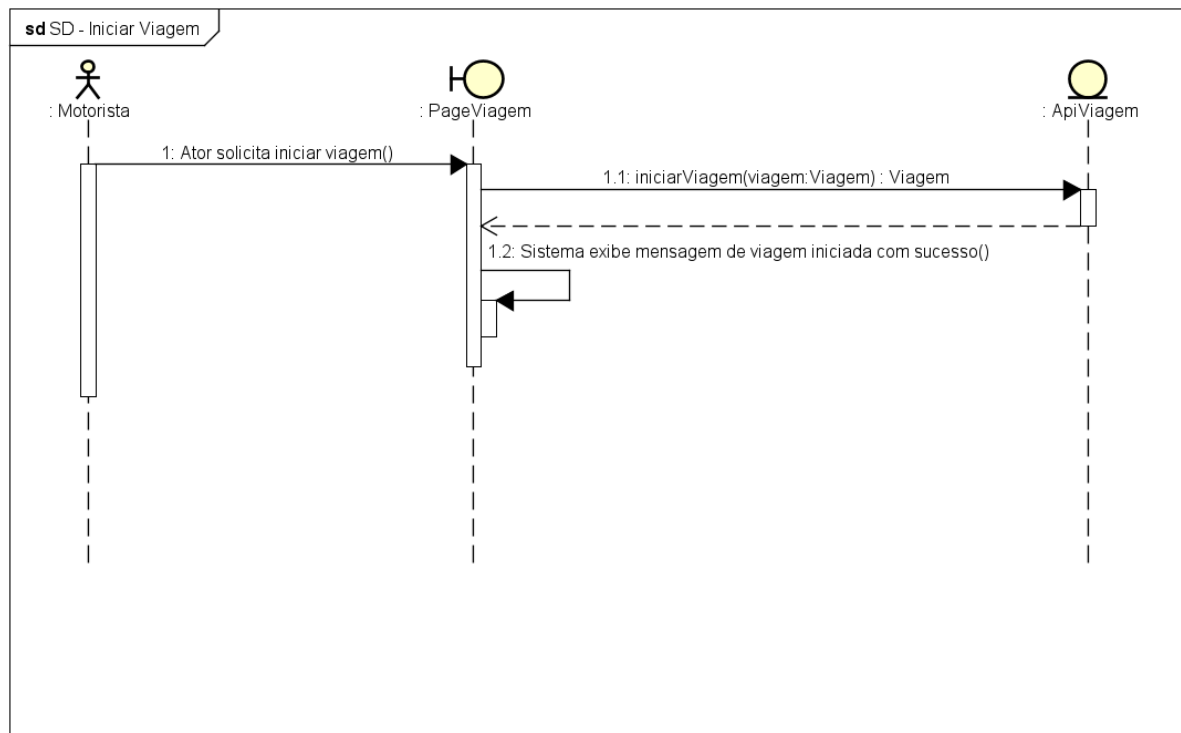 sd SD - Iniciar Viagem
: Motorista
: PageViagem
: ApiViagem
1: Ator solicita iniciar viagem()
1.1: iniciarViagem(viagem:Viagem) : Viagem
1.2: Sistema exibe mensagem de viagem iniciada com sucesso()